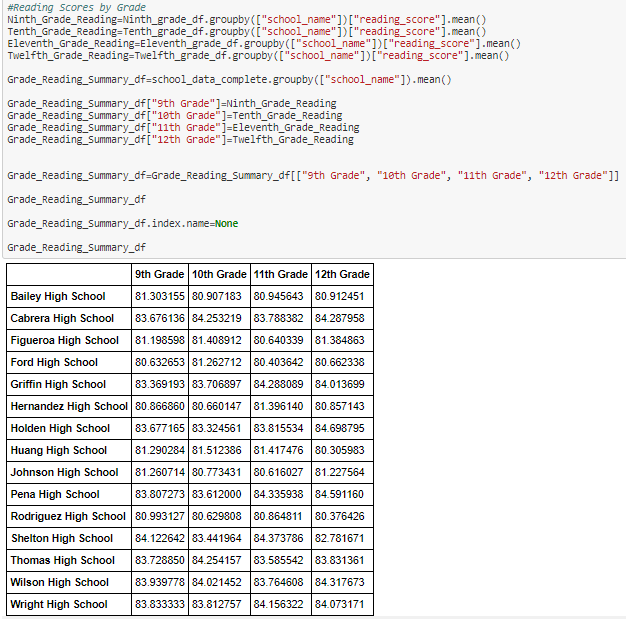 #Reading Scores by Grade
Ninth_Grade_Reading=Ninth_grade_df.groupby(["school_name"])["reading_score"].mean()
Tenth_Grade_Reading=Tenth_grade_df.groupby(["school_name"])["reading_score"].mean()
Eleventh_Grade_Reading=Eleventh_grade_df.groupby(["school_name"])["reading_score"].mean()
Twelfth_Grade_Reading=Twelfth_grade_df.groupby(["school_name"])["reading_score"].mean()
Grade_Reading_Summary_df=school_data_complete.groupby(["school_name"]).mean()
Grade_Reading_Summary_df["9th Grade"]=Ninth_Grade_Reading
Grade_Reading_Summary_df["10th Grade"]=Tenth_Grade_Reading
Grade_Reading_Summary_df["11th Grade"]=Eleventh_Grade_Reading
Grade_Reading_Summary_df["12th Grade"]=Twelfth_Grade_Reading
Grade_Reading_Summary_df=Grade_Reading_Summary_df[["9th Grade", "10th Grade", "11th Grade", "12th Grade"]]
Grade_Reading_Summary_df
Grade_Reading_Summary_df.index.name=None
Grade_Reading_Summary_df
9th Grade 10th Grade 11th Grade 12th Grade
Bailey High School 81.303155 80.907183 80.945643 80.912451
Cabrera High School 83.676136 84.253219 83.788382 84.287958
Figueroa High School 81.198598 81.408912 80.640339 81.384863
Ford High School 80.632653 81.262712 80.403642 80.662338
Griffin High School 83.369193 83.706897 84.288089 84.013699
Hernandez High School 80.866860 80.660147 81.396140 80.857143
Holden High School 83.677165 83.324561 83.815534 84.698795
Huang High School 81.290284 81.512386 81.417476 80.305983
Johnson High School 81.260714 80.773431 80.616027 81.227564
Pena High School 83.807273 83.612000 84.335938 84.591160
Rodriguez High School 80.993127 80.629808 80.864811 80.376426
Shelton High School 84.122642 83.441964 84.373786 82.781671
Thomas High School 83.728850 84.254157 83.585542 83.831361
Wilson High School 83.939778 84.021452 83.764608 84.317673
Wright High School 83.833333 83.812757 84.156322 84.073171